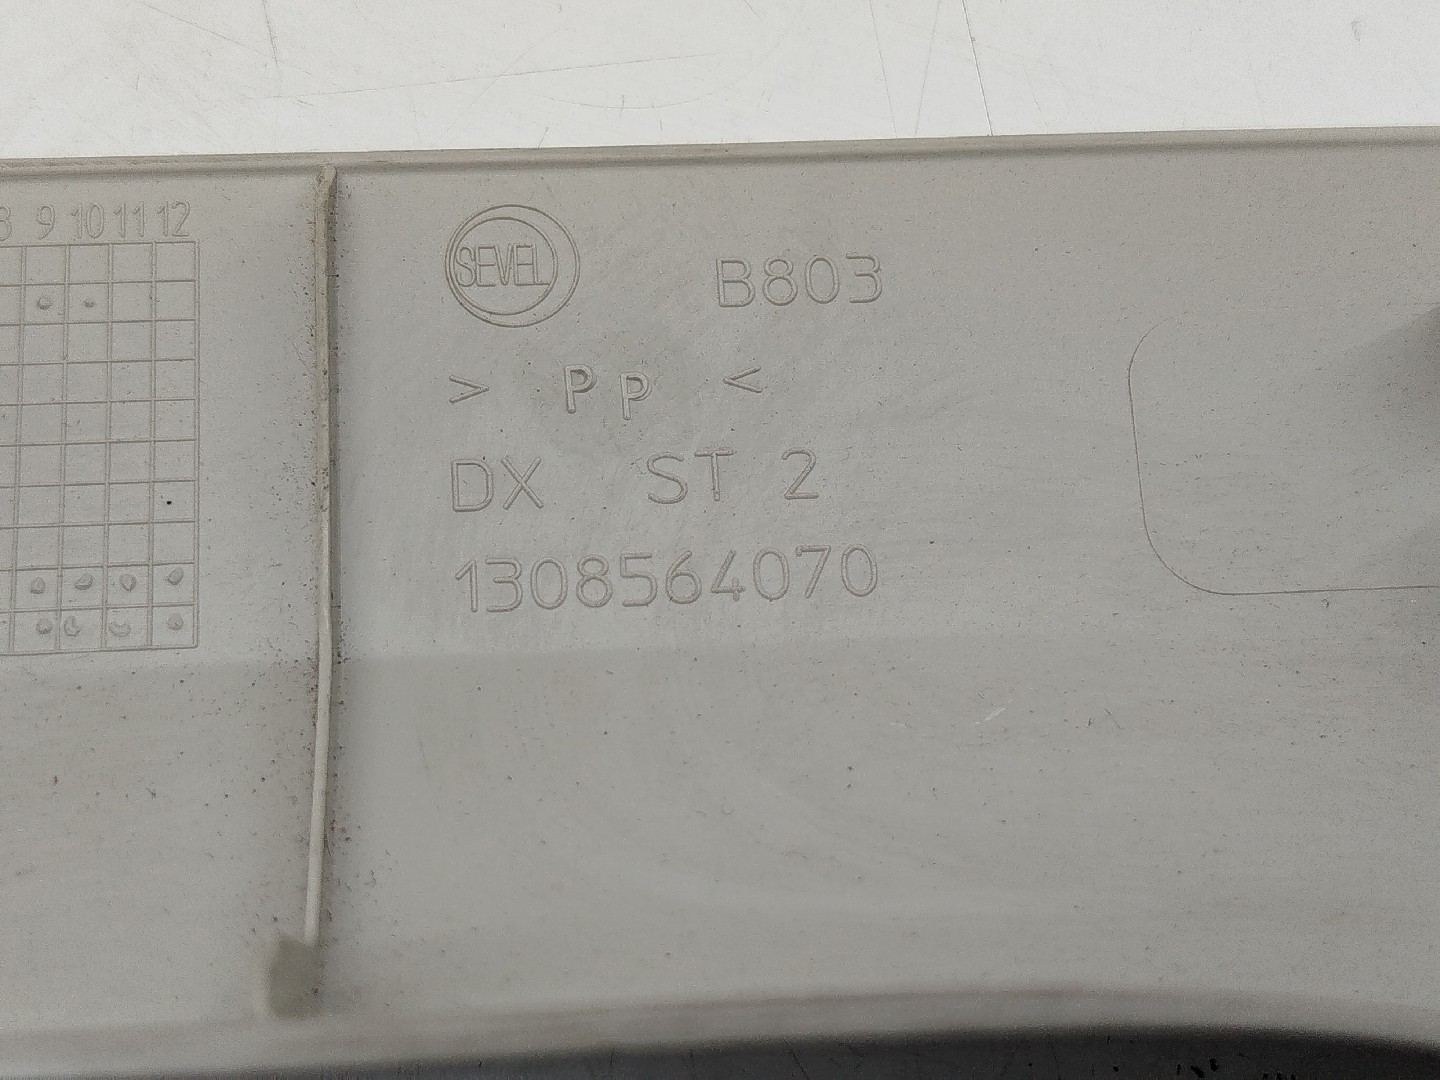 8 9 10 11 12
SEVEL B803
> PP <
DX ST 2
1308564070